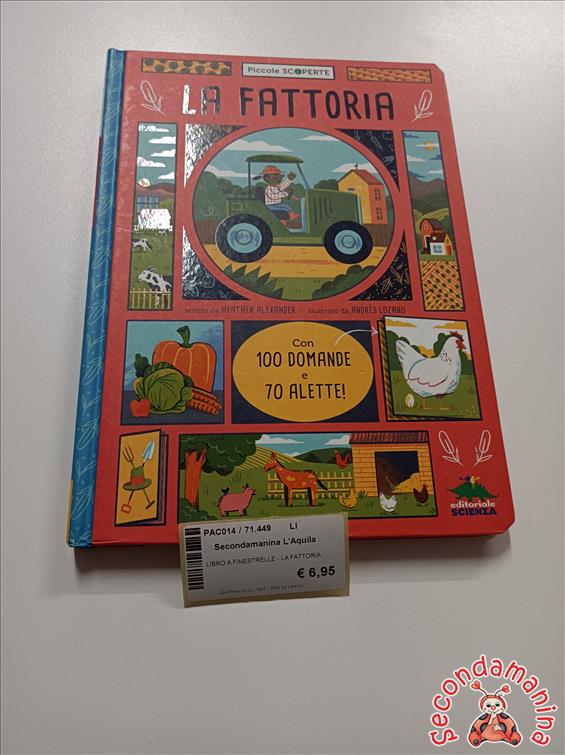 Piccole SCOPERTE
LA FATTORIA
scritto da HEATHER ALEXANDER illustrato da ANDRÉS LOZANO
Con
100 DOMANDE
e
70 ALETTE!
editoriale
SCIENZA
PAC014 / 71.449 LI
Secondamanina L'Aquila
LIBRO A FINESTRELLE - LA FATTORIA
€ 6,95
Secondamanina